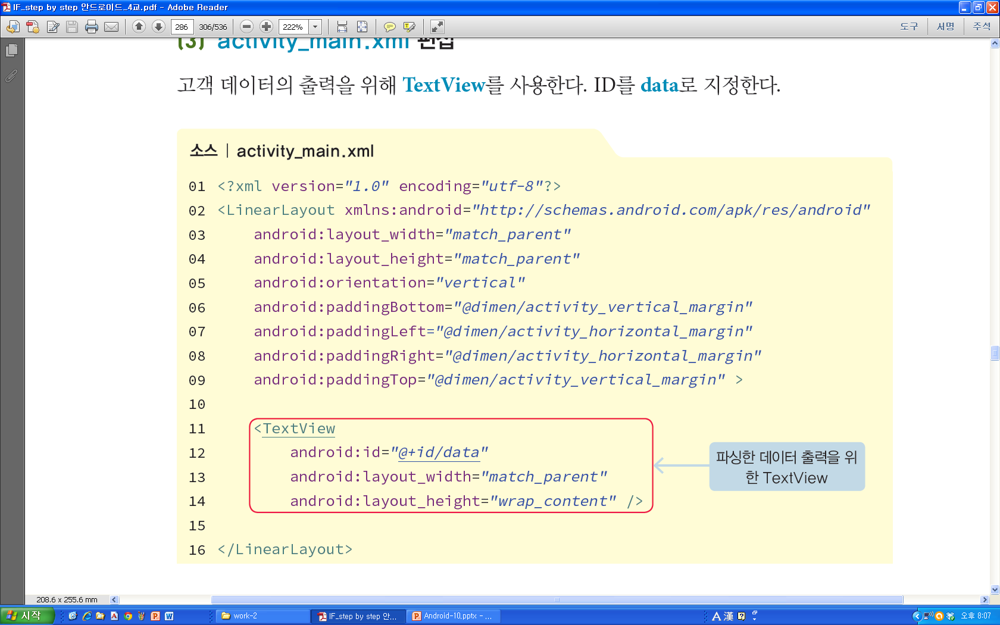 IF_step by step 안드로이드_4교.pdf - Adobe Reader
286 306/536 222% 도구 서명 주석
(3) activity_main.xml 편집
고객 데이터의 출력을 위해 TextView를 사용한다. ID를 data로 지정한다.
소스 | activity_main.xml
01 <?xml version="1.0" encoding="utf-8"?>
02 <LinearLayout xmlns:android="http://schemas.android.com/apk/res/android"
03 android:layout_width="match_parent"
04 android:layout_height="match_parent"
05 android:orientation="vertical"
06 android:paddingBottom="@dimen/activity_vertical_margin"
07 android:paddingLeft="@dimen/activity_horizontal_margin"
08 android:paddingRight="@dimen/activity_horizontal_margin"
09 android:paddingTop="@dimen/activity_vertical_margin" >
10
11 <TextView
12 android:id="@+id/data"
13 android:layout_width="match_parent"
14 android:layout_height="wrap_content" />
파싱한 데이터 출력을 위
한 TextView
15
16 </LinearLayout>
208.6 x 255.6 mm
시작 work-2 IF_step by step 안... Android-10.pptx - ... A 漢 오후 8:07